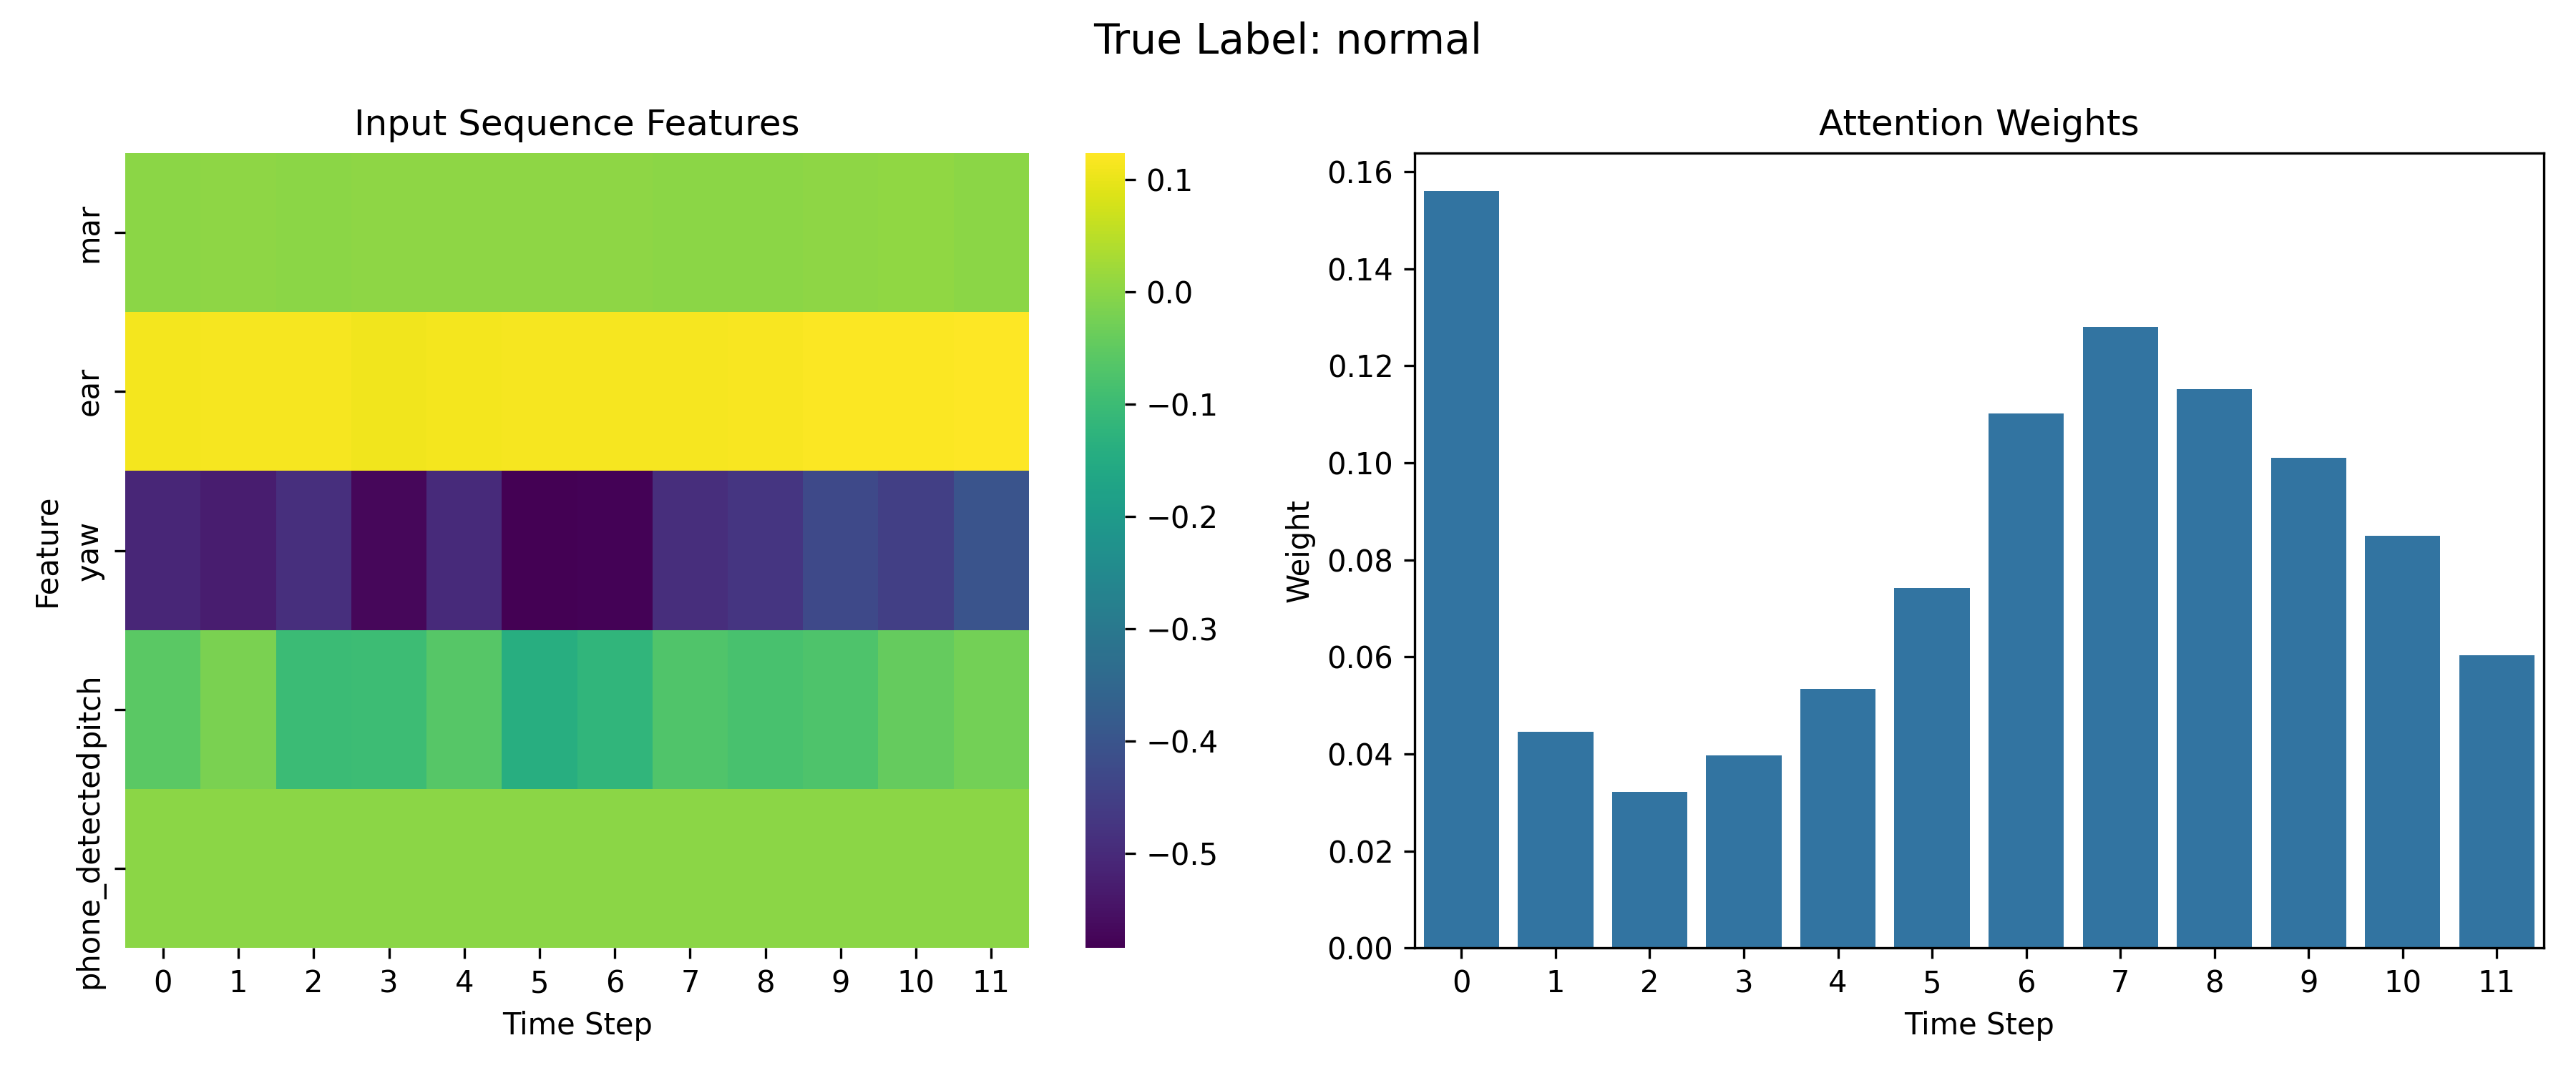 True Label: normal
Input Sequence Features
Feature
mar
ear
yaw
pitch
phone_detected
0 1 2 3 4 5 6 7 8 9 10 11
Time Step
0.1
0.0
−0.1
−0.2
−0.3
−0.4
−0.5
Attention Weights
Weight
0.16
0.14
0.12
0.10
0.08
0.06
0.04
0.02
0.00
0 1 2 3 4 5 6 7 8 9 10 11
Time Step